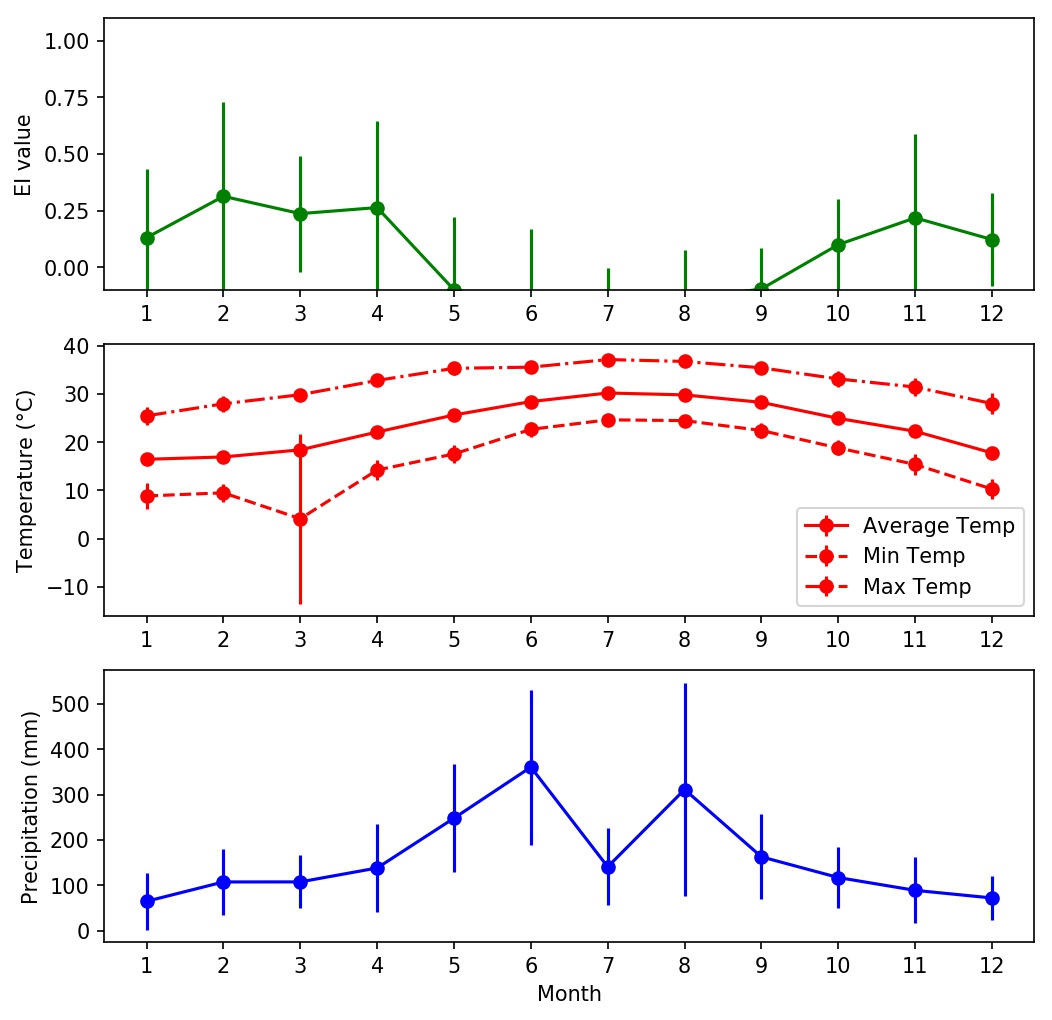 1.00
0.75
0.50
0.25
0.00
EI value
1 2 3 4 5 6 7 8 9 10 11 12
40
30
20
10
0
−10
Temperature (°C)
Average Temp
Min Temp
Max Temp
1 2 3 4 5 6 7 8 9 10 11 12
500
400
300
200
100
0
Precipitation (mm)
1 2 3 4 5 6 7 8 9 10 11 12
Month